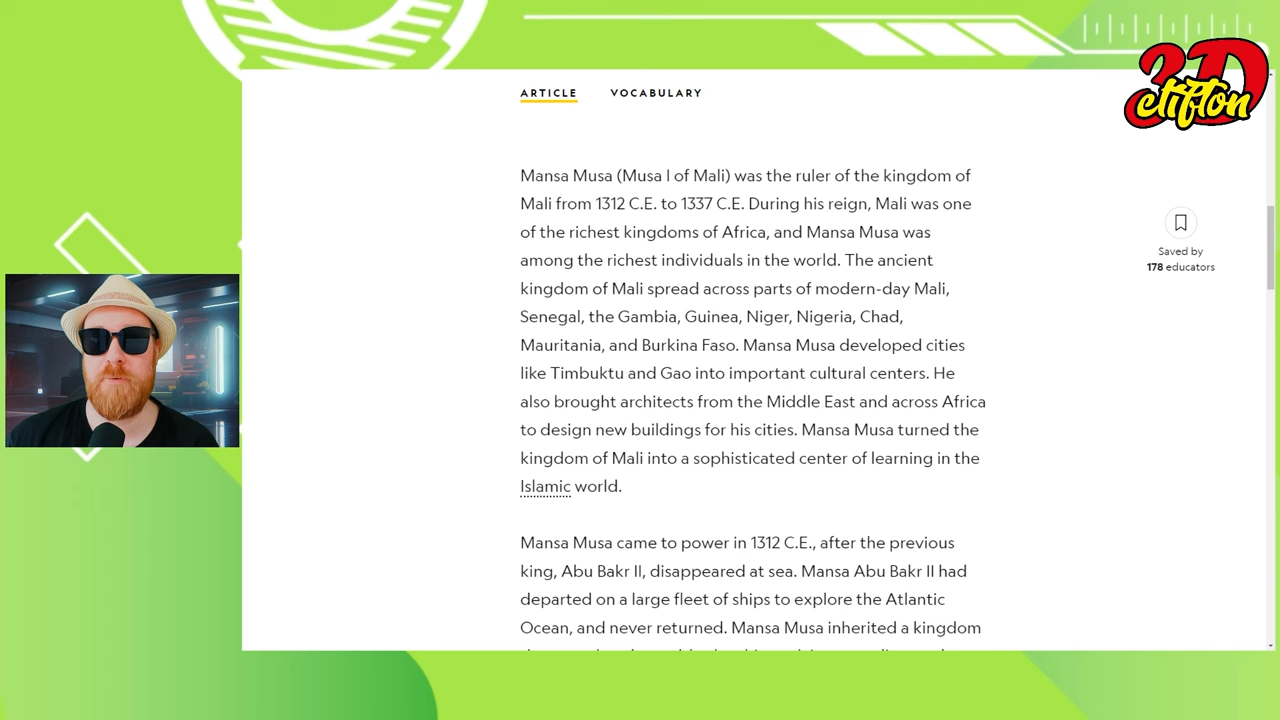 3D
clifton
ARTICLE
VOCABULARY
Mansa Musa (Musa I of Mali) was the ruler of the kingdom of
Mali from 1312 C.E. to 1337 C.E. During his reign, Mali was one
of the richest kingdoms of Africa, and Mansa Musa was
among the richest individuals in the world. The ancient
kingdom of Mali spread across parts of modern-day Mali,
Senegal, the Gambia, Guinea, Niger, Nigeria, Chad,
Mauritania, and Burkina Faso. Mansa Musa developed cities
like Timbuktu and Gao into important cultural centers. He
also brought architects from the Middle East and across Africa
to design new buildings for his cities. Mansa Musa turned the
kingdom of Mali into a sophisticated center of learning in the
Islamic world.
Mansa Musa came to power in 1312 C.E., after the previous
king, Abu Bakr II, disappeared at sea. Mansa Abu Bakr II had
departed on a large fleet of ships to explore the Atlantic
Ocean, and never returned. Mansa Musa inherited a kingdom
Saved by
178 educators